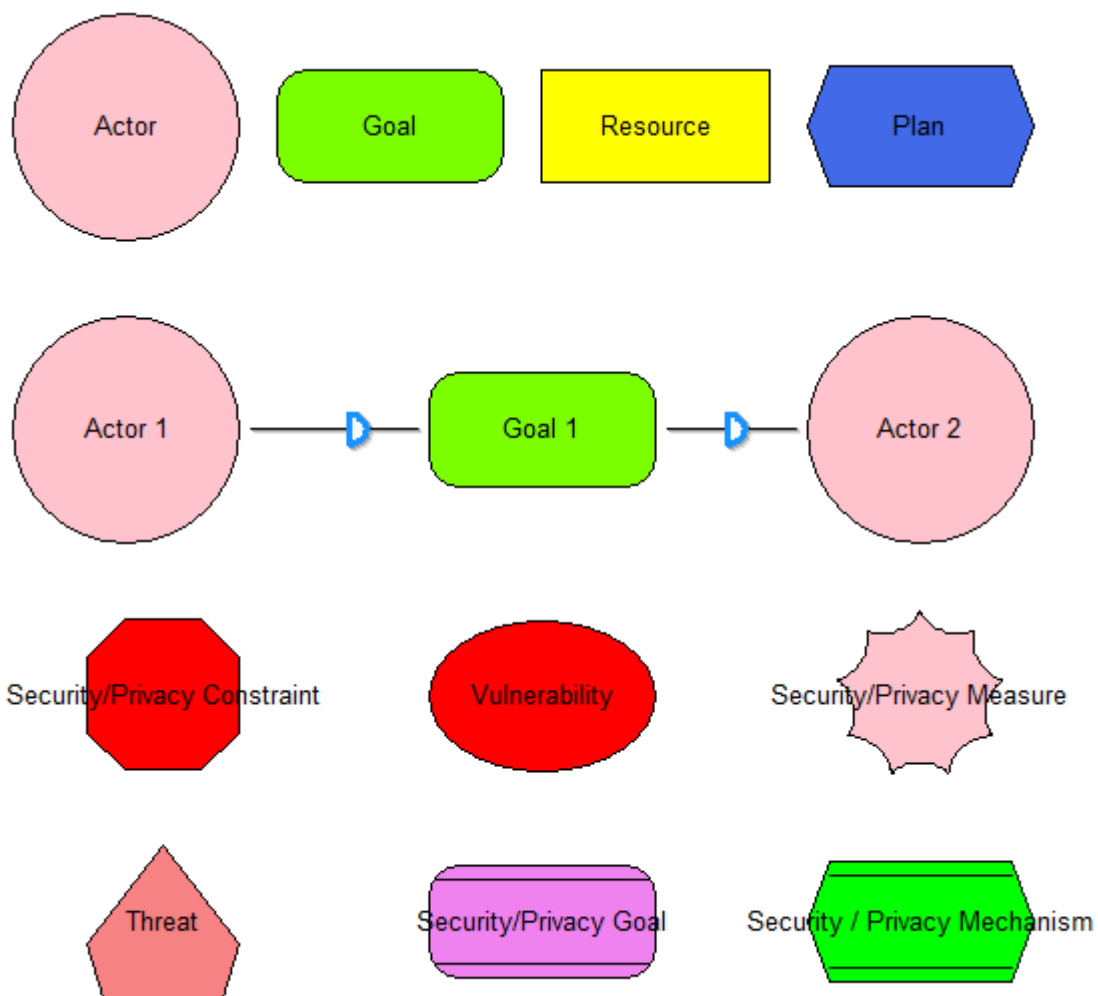 Actor
Goal
Resource
Plan
Actor 1
Goal 1
Actor 2
Security/Privacy Constraint
Vulnerability
Security/Privacy Measure
Threat
Security/Privacy Goal
Security / Privacy Mechanism